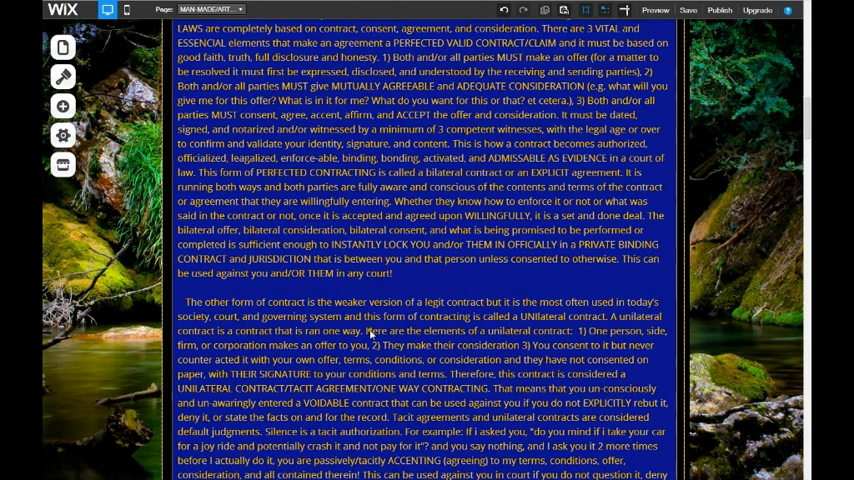 WiX
Page: MAN-MADE/ART...
Preview
Save
Publish
Upgrade
?
LAWS are completely based on contract, consent, agreement, and consideration. There are 3 VITAL and
ESSENCIAL elements that make an agreement a PERFECTED VALID CONTRACT/CLAIM and it must be based on
good faith, truth, full disclosure and honesty. 1) Both and/or all parties MUST make an offer (for a matter to
be resolved it must first be expressed, disclosed, and understood by the receiving and sending parties), 2)
Both and/or all parties MUST give MUTUALLY AGREEABLE and ADEQUATE CONSIDERATION (e.g. what will you
give me for this offer? What is in it for me? What do you want for this or that? et cetera.), 3) Both and/or all
parties MUST consent, agree, accent, affirm, and ACCEPT the offer and consideration. It must be dated,
signed, and notarized and/or witnessed by a minimum of 3 competent witnesses, with the legal age or over
to confirm and validate your identity, signature, and content. This is how a contract becomes authorized,
officialized, leagalized, enforce-able, binding, bonding, activated, and ADMISSABLE AS EVIDENCE in a court of
law. This form of PERFECTED CONTRACTING is called a bilateral contract or an EXPLICIT agreement. It is
running both ways and both parties are fully aware and conscious of the contents and terms of the contract
or agreement that they are willingfully entering. Whether they know how to enforce it or not or what was
said in the contract or not, once it is accepted and agreed upon WILLINGFULLY, it is a set and done deal. The
bilateral offer, bilateral consideration, bilateral consent, and what is being promised to be performed or
completed is sufficient enough to INSTANTLY LOCK YOU and/or THEM IN OFFICIALLY in a PRIVATE BINDING
CONTRACT and JURISDICTION that is between you and that person unless consented to otherwise. This can
be used against you and/OR THEM in any court!
The other form of contract is the weaker version of a legit contract but it is the most often used in today's
society, court, and governing system and this form of contracting is called a UNIlateral contract. A unilateral
contract is a contract that is ran one way. Here are the elements of a unilateral contract: 1) One person, side,
firm, or corporation makes an offer to you, 2) They make their consideration 3) You consent to it but never
counter acted it with your own offer, terms, conditions, or consideration and they have not consented on
paper, with THEIR SIGNATURE to your conditions and terms. Therefore, this contract is considered a
UNILATERAL CONTRACT/TACIT AGREEMENT/ONE WAY CONTRACTING. That means that you un-consciously
and un-awaringly entered a VOIDABLE contract that can be used against you if you do not EXPLICITLY rebut it,
deny it, or state the facts on and for the record. Tacit agreements and unilateral contracts are considered
default judgments. Silence is a tacit authorization. For example: If i asked you, "do you mind if i take your car
for a joy ride and potentially crash it and not pay for it"? and you say nothing, and I ask you it 2 more times
before I actually do it, you are passively/tacitly ACCENTING (agreeing) to my terms, conditions, offer,
consideration, and all contained therein! This can be used against you in court if you do not question it, deny